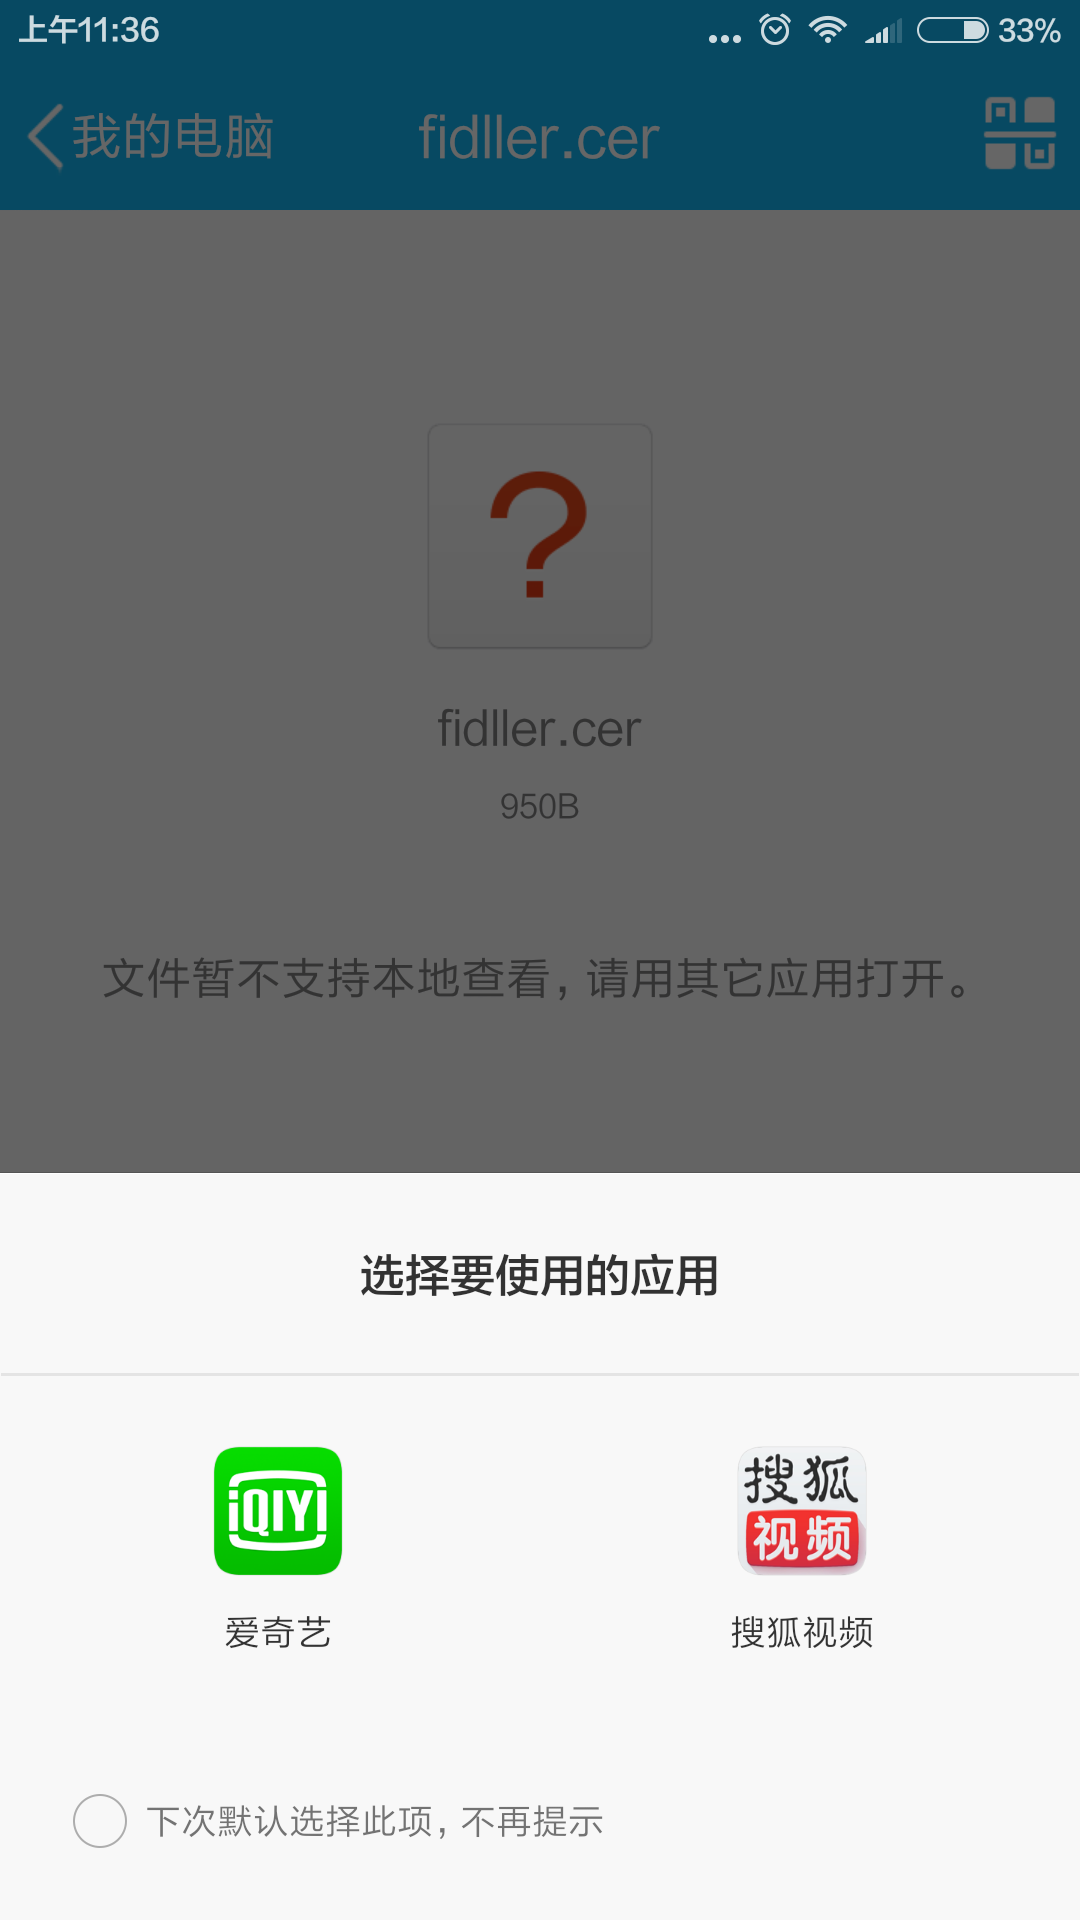 上午11:36
33%
我的电脑
fidller.cer
?
fidller.cer
950B
文件暂不支持本地查看，请用其它应用打开。
选择要使用的应用
iQIYI
搜狐
视频
爱奇艺
搜狐视频
下次默认选择此项，不再提示